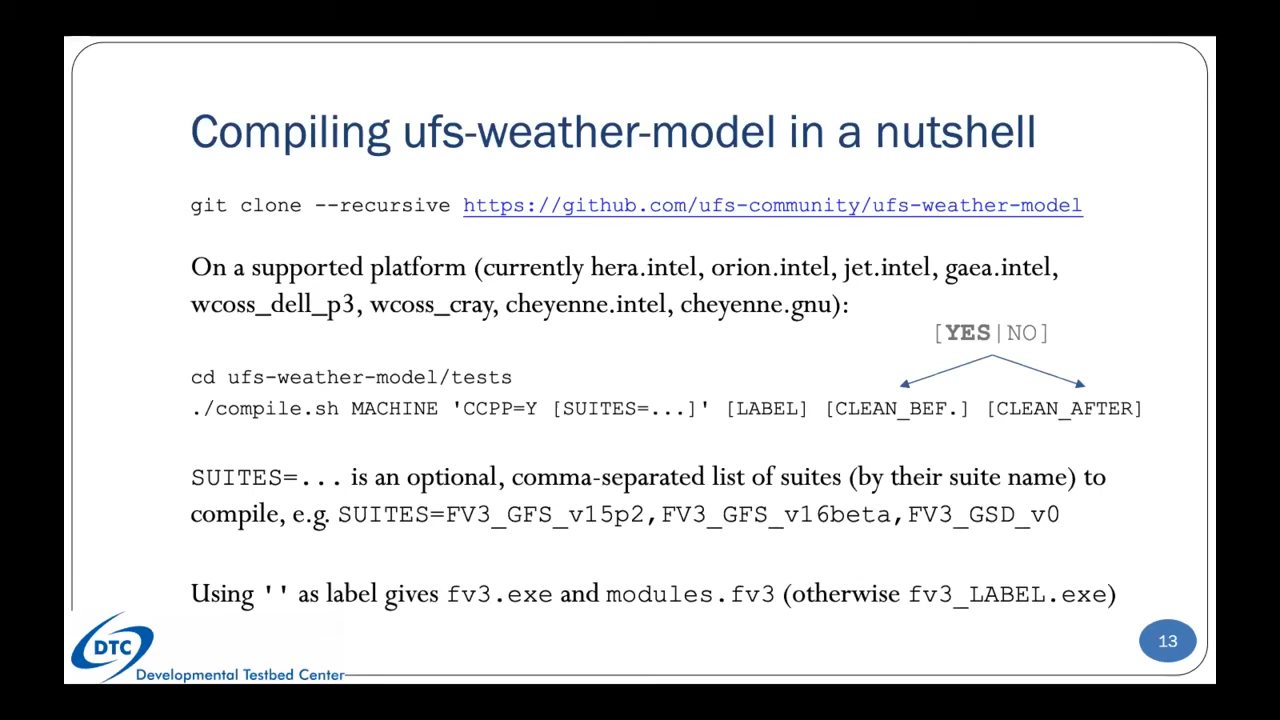 Compiling ufs-weather-model in a nutshell
git clone --recursive https://github.com/ufs-community/ufs-weather-model
On a supported platform (currently hera.intel, orion.intel, jet.intel, gaea.intel,
wcoss_dell_p3, wcoss_cray, cheyenne.intel, cheyenne.gnu):
[YES|NO]
cd ufs-weather-model/tests
./compile.sh MACHINE 'CCPP=Y [SUITES=...]' [LABEL] [CLEAN_BEF.] [CLEAN_AFTER]
SUITES=... is an optional, comma-separated list of suites (by their suite name) to
compile, e.g. SUITES=FV3_GFS_v15p2,FV3_GFS_v16beta,FV3_GSD_v0
Using '' as label gives fv3.exe and modules.fv3 (otherwise fv3_LABEL.exe)
DTC
Developmental Testbed Center
13